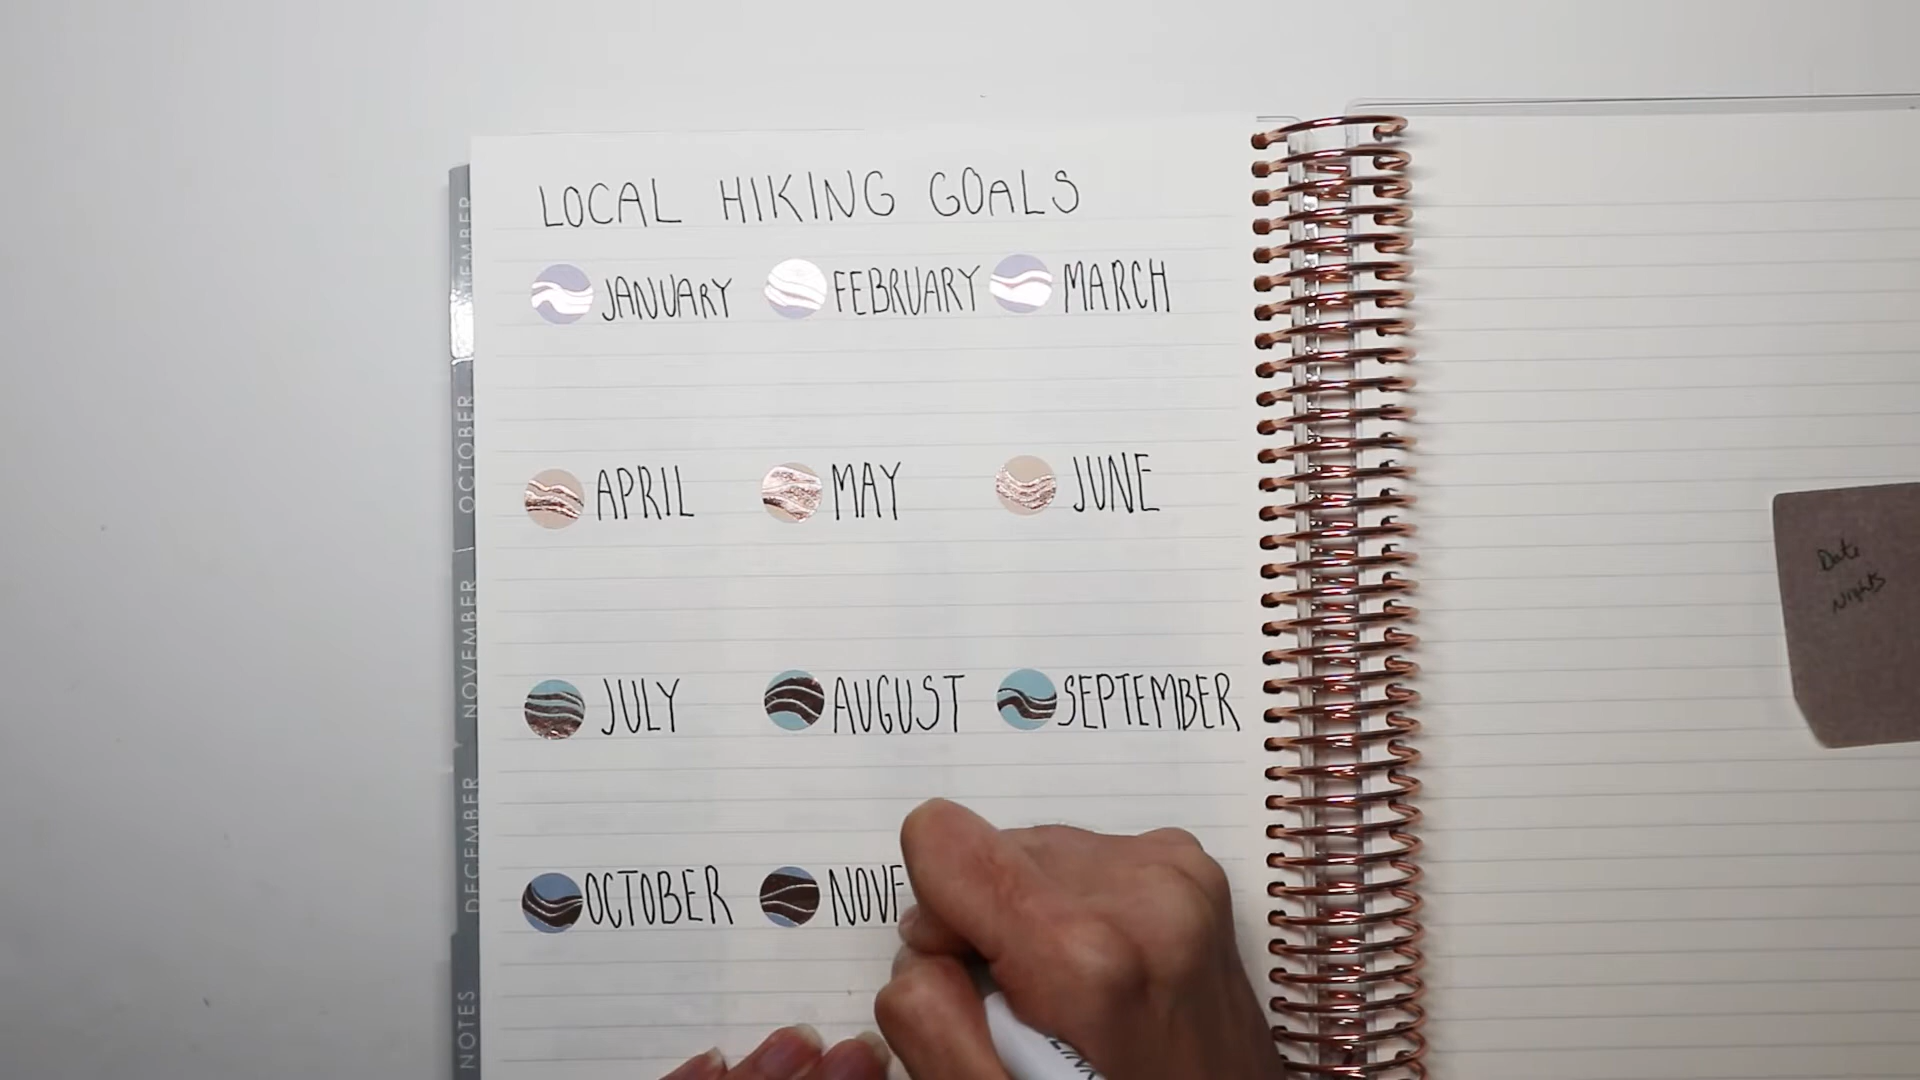 LOCAL HIKING GOALS
JANUARY FEBRUARY MARCH
APRIL MAY JUNE
JULY AUGUST SEPTEMBER
OCTOBER NOVE
OCTOBER
NOVEMBER
DECEMBER
NOTES
Date
Nights